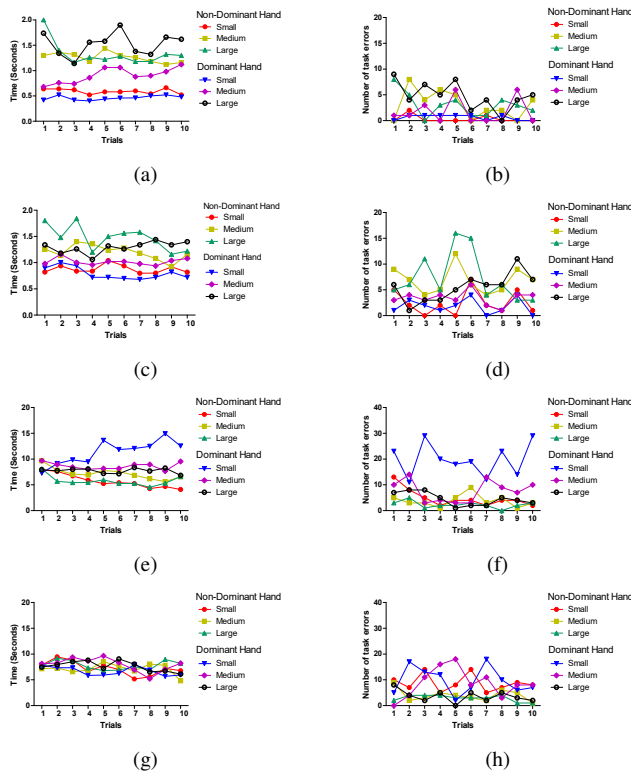 Non-Dominant Hand
Small
Medium
Large
Dominant Hand
Small
Medium
Large
Time (Seconds)
2.0
1.5
1.0
0.5
0.0
1 2 3 4 5 6 7 8 9 10
Trials
(a)
Non-Dominant Hand
Small
Medium
Large
Dominant Hand
Small
Medium
Large
Number of task errors
20
15
10
5
0
1 2 3 4 5 6 7 8 9 10
Trials
(b)
Non-Dominant Hand
Small
Medium
Large
Dominant Hand
Small
Medium
Large
Time (Seconds)
2.0
1.5
1.0
0.5
0.0
1 2 3 4 5 6 7 8 9 10
Trials
(c)
Non-Dominant Hand
Small
Medium
Large
Dominant Hand
Small
Medium
Large
Number of task errors
20
15
10
5
0
1 2 3 4 5 6 7 8 9 10
Trials
(d)
Non-Dominant Hand
Small
Medium
Large
Dominant Hand
Small
Medium
Large
Time (Seconds)
20
15
10
5
0
1 2 3 4 5 6 7 8 9 10
Trials
(e)
Non-Dominant Hand
Small
Medium
Large
Dominant Hand
Small
Medium
Large
Number of task errors
40
30
20
10
0
1 2 3 4 5 6 7 8 9 10
Trials
(f)
Non-Dominant Hand
Small
Medium
Large
Dominant Hand
Small
Medium
Large
Time (Seconds)
20
15
10
5
0
1 2 3 4 5 6 7 8 9 10
Trials
(g)
Non-Dominant Hand
Small
Medium
Large
Dominant Hand
Small
Medium
Large
Number of task errors
40
30
20
10
0
1 2 3 4 5 6 7 8 9 10
Trials
(h)